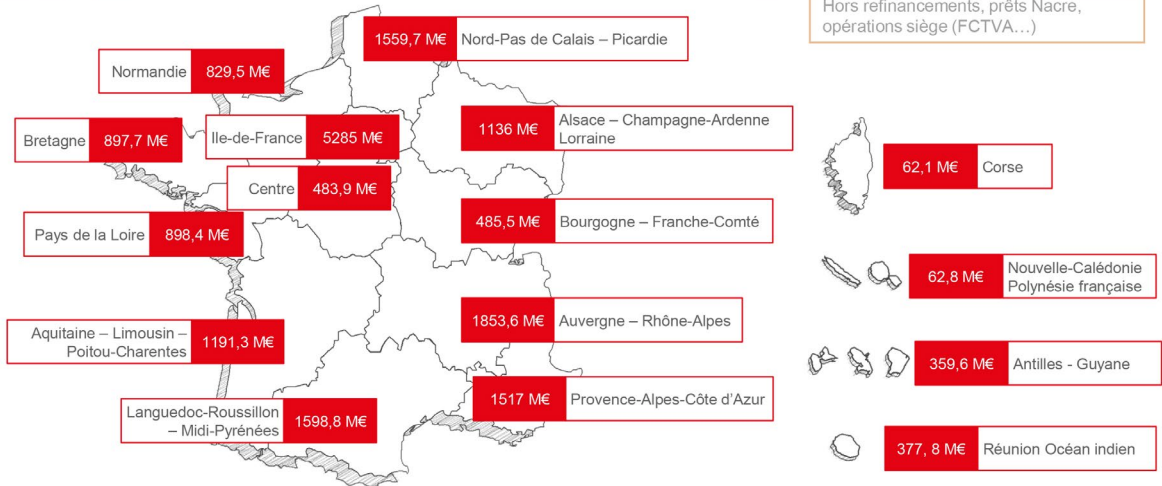 Hors refinancements, prêts Nacre,
opérations siège (FCTVA…)
1559,7 M€ Nord-Pas de Calais – Picardie
Normandie 829,5 M€
Bretagne 897,7 M€
Ile-de-France 5285 M€
1136 M€ Alsace – Champagne-Ardenne
Lorraine
Centre 483,9 M€
62,1 M€ Corse
Pays de la Loire 898,4 M€
485,5 M€ Bourgogne – Franche-Comté
62,8 M€ Nouvelle-Calédonie
Polynésie française
Aquitaine – Limousin –
Poitou-Charentes 1191,3 M€
1853,6 M€ Auvergne – Rhône-Alpes
359,6 M€ Antilles - Guyane
Languedoc-Roussillon
– Midi-Pyrénées 1598,8 M€
1517 M€ Provence-Alpes-Côte d'Azur
377, 8 M€ Réunion Océan indien